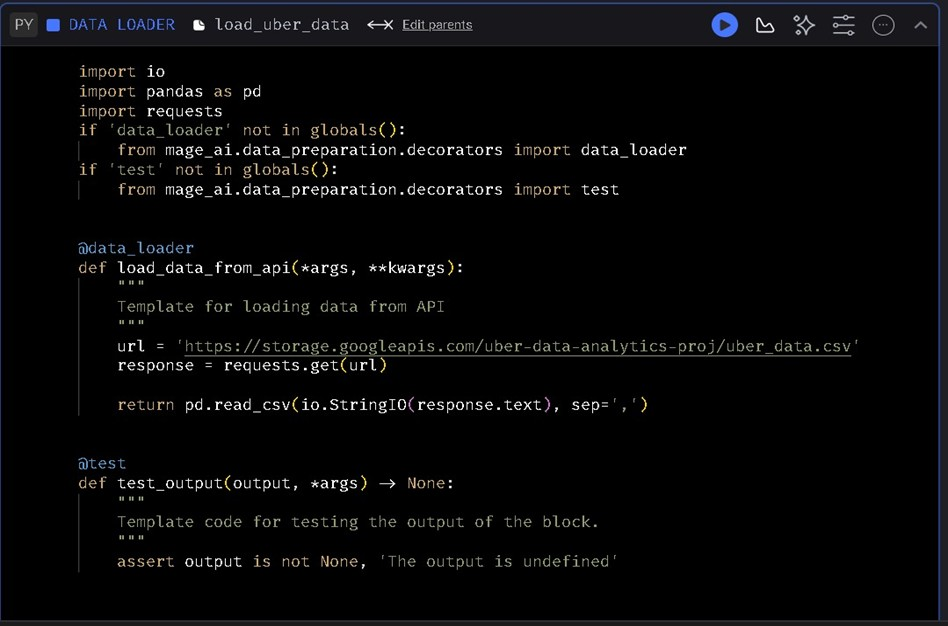 PY DATA LOADER load_uber_data Edit parents
import io
import pandas as pd
import requests
if 'data_loader' not in globals():
    from mage_ai.data_preparation.decorators import data_loader
if 'test' not in globals():
    from mage_ai.data_preparation.decorators import test
@data_loader
def load_data_from_api(*args, **kwargs):
    """
    Template for loading data from API
    """
    url = 'https://storage.googleapis.com/uber-data-analytics-proj/uber_data.csv'
    response = requests.get(url)
    return pd.read_csv(io.StringIO(response.text), sep=',')
@test
def test_output(output, *args) -> None:
    """
    Template code for testing the output of the block.
    """
    assert output is not None, 'The output is undefined'